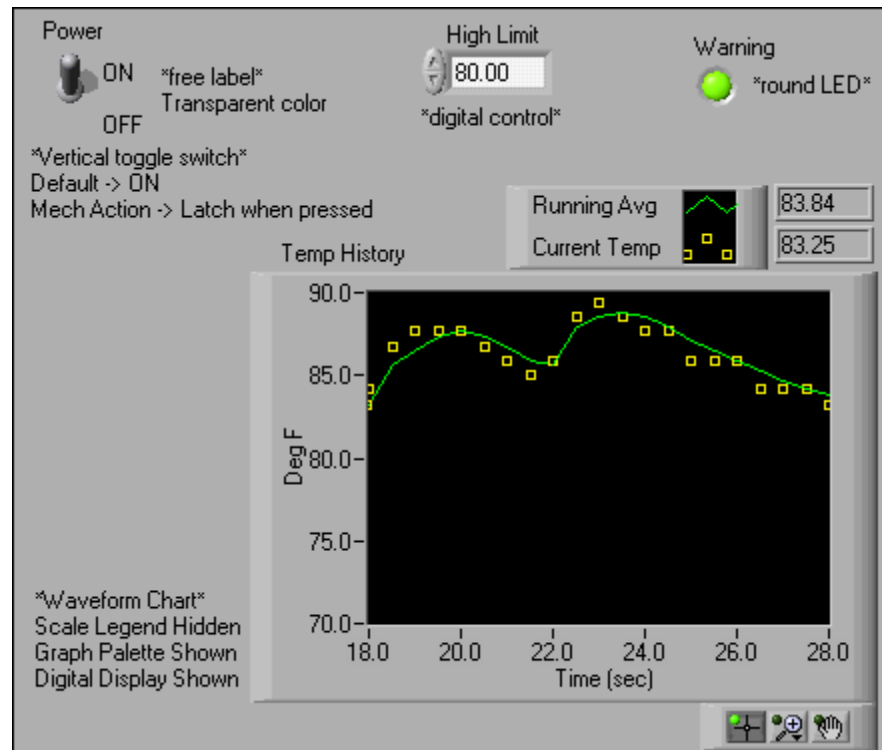 Power
High Limit
Warning
ON
*free label*
80.00
*round LED*
Transparent color
OFF
*digital control*
*Vertical toggle switch*
Default -> ON
Mech Action -> Latch when pressed
Running Avg
83.84
Temp History
Current Temp
83.25
90.0
85.0
Deg F
80.0
75.0
70.0
18.0 20.0 22.0 24.0 26.0 28.0
Time (sec)
*Waveform Chart*
Scale Legend Hidden
Graph Palette Shown
Digital Display Shown